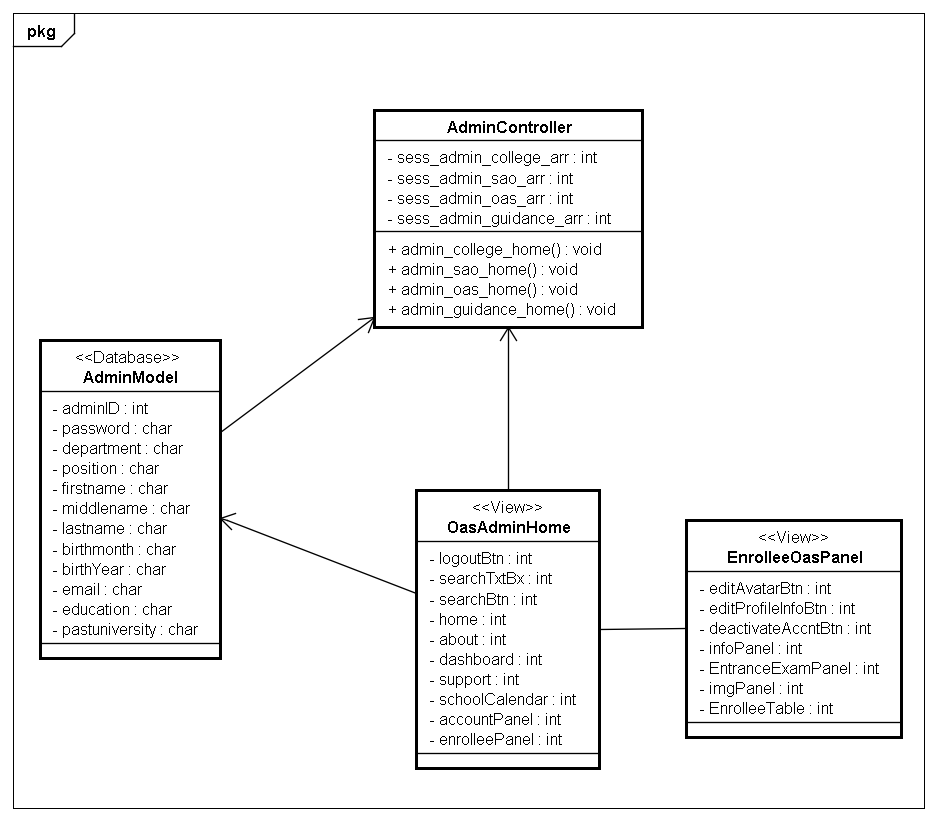 pkg
AdminController
- sess_admin_college_arr : int
- sess_admin_sao_arr : int
- sess_admin_oas_arr : int
- sess_admin_guidance_arr : int
+ admin_college_home() : void
+ admin_sao_home() : void
+ admin_oas_home() : void
+ admin_guidance_home() : void
<<Database>>
AdminModel
- adminID : int
- password : char
- department : char
- position : char
- firstname : char
- middlename : char
- lastname : char
- birthmonth : char
- birthYear : char
- email : char
- education : char
- pastuniversity : char
<<View>>
OasAdminHome
- logoutBtn : int
- searchTxtBx : int
- searchBtn : int
- home : int
- about : int
- dashboard : int
- support : int
- schoolCalendar : int
- accountPanel : int
- enrolleePanel : int
<<View>>
EnrolleeOasPanel
- editAvatarBtn : int
- editProfileInfoBtn : int
- deactivateAccntBtn : int
- infoPanel : int
- EntranceExamPanel : int
- imgPanel : int
- EnrolleeTable : int